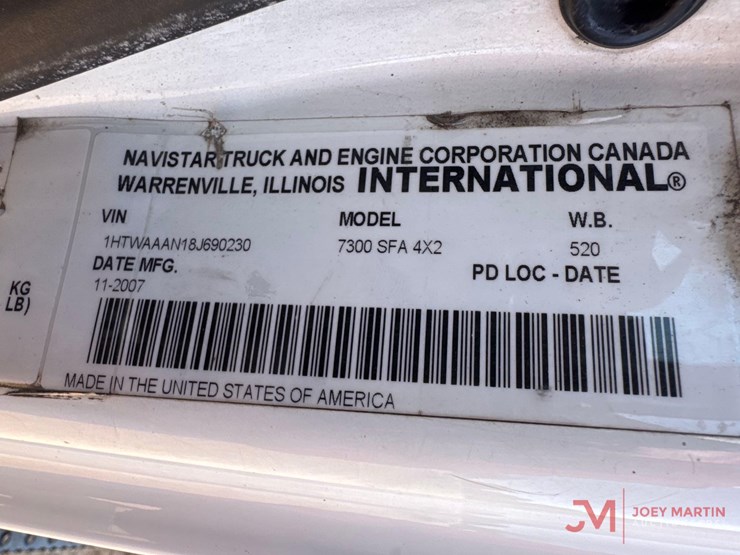 NAVISTAR TRUCK AND ENGINE CORPORATION CANADA
WARRENVILLE, ILLINOIS INTERNATIONAL®
VIN MODEL W.B.
1HTWAAAN18J690230 7300 SFA 4X2 520
DATE MFG. PD LOC - DATE
11-2007
KG
LB)
MADE IN THE UNITED STATES OF AMERICA
JM JOEY MARTIN